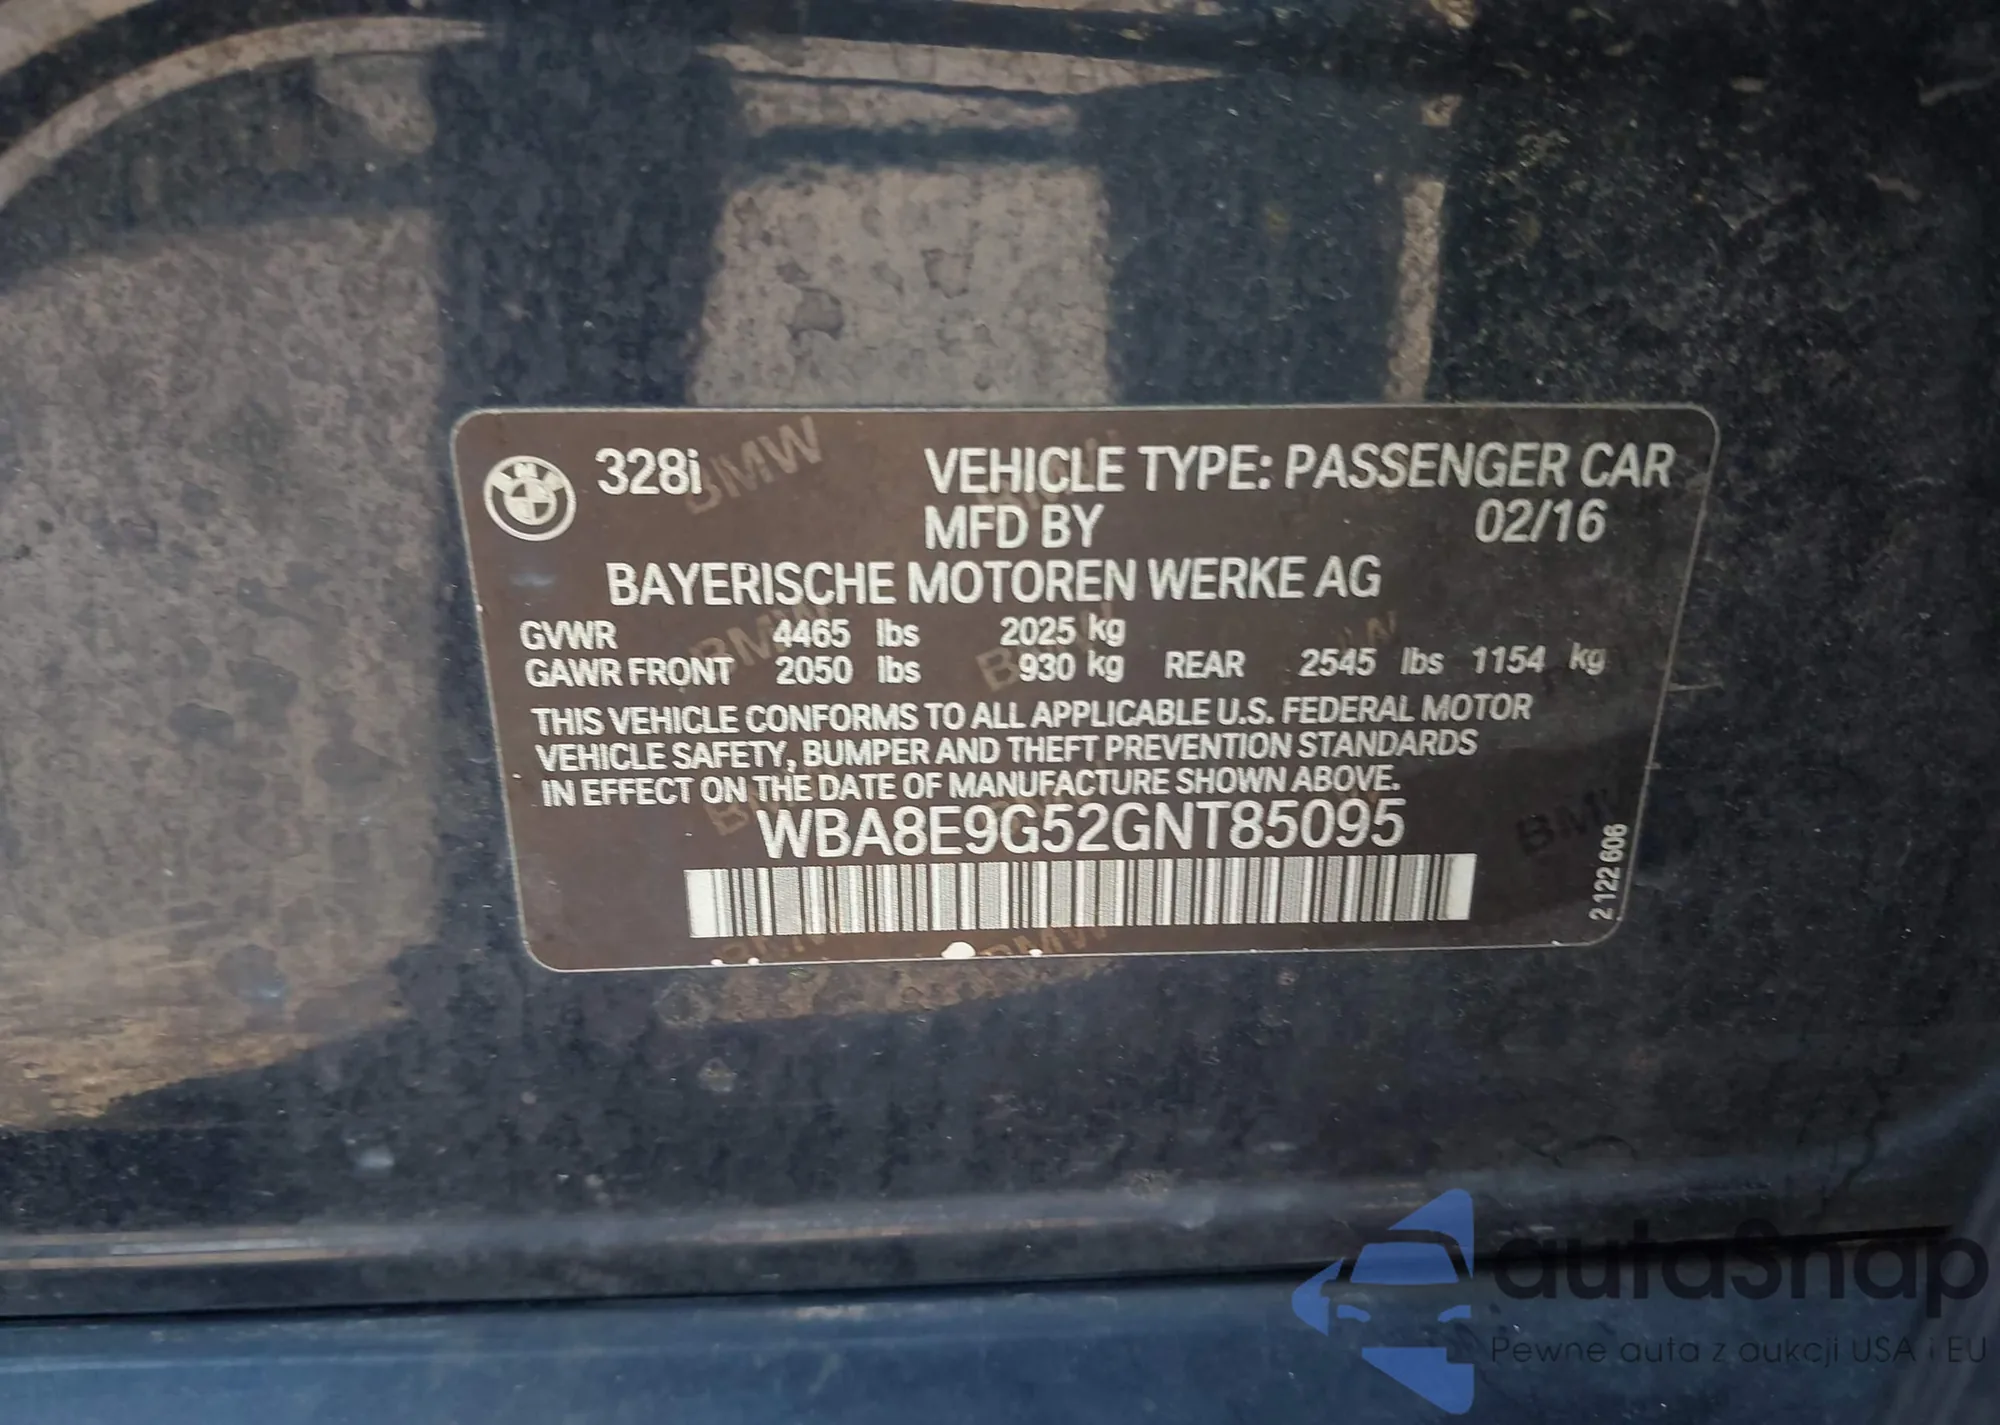 328i VEHICLE TYPE: PASSENGER CAR
MFD BY 02/16
BAYERISCHE MOTOREN WERKE AG
GVWR 4465 lbs 2025 kg
GAWR FRONT 2050 lbs 930 kg REAR 2545 lbs 1154 kg
THIS VEHICLE CONFORMS TO ALL APPLICABLE U.S. FEDERAL MOTOR
VEHICLE SAFETY, BUMPER AND THEFT PREVENTION STANDARDS
IN EFFECT ON THE DATE OF MANUFACTURE SHOWN ABOVE.
WBA8E9G52GNT85095
2 122 606
autoSnap
Pewne auta z aukcji USA i EU